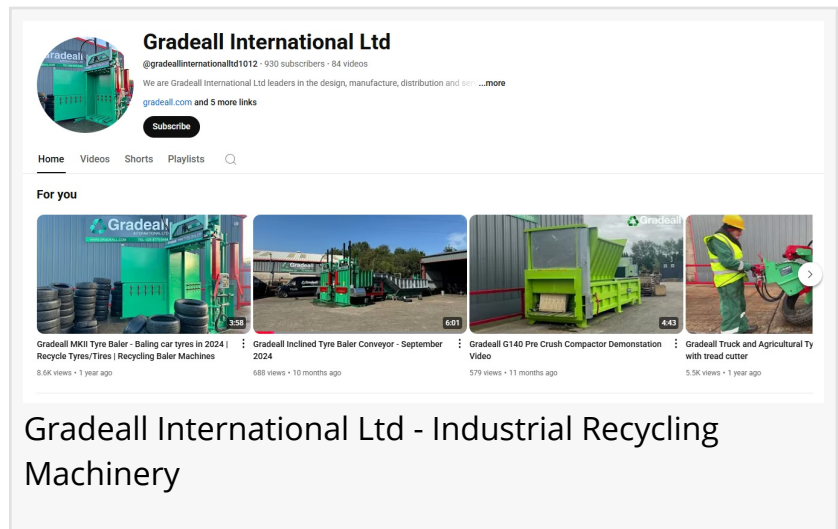 Gradeall International Ltd
@gradeallinternationalltd1012 · 930 subscribers · 84 videos
We are Gradeall International Ltd leaders in the design, manufacture, distribution and ...more
gradeall.com and 5 more links
Subscribe
Home Videos Shorts Playlists
For you
Gradeall
3:58
Gradeall
6:01
Gradeall
4:43
Gradeall MKII Tyre Baler - Baling car tyres in 2024 |
Recycle Tyres/Tires | Recycling Baler Machines
8.6K views • 1 year ago
Gradeall Inclined Tyre Baler Conveyor - September
2024
688 views • 10 months ago
Gradeall G140 Pre Crush Compactor Demonstation
Video
579 views • 11 months ago
Gradeall Truck and Agricultural Ty
with tread cutter
5.5K views • 1 year ago
Gradeall International Ltd - Industrial Recycling
Machinery